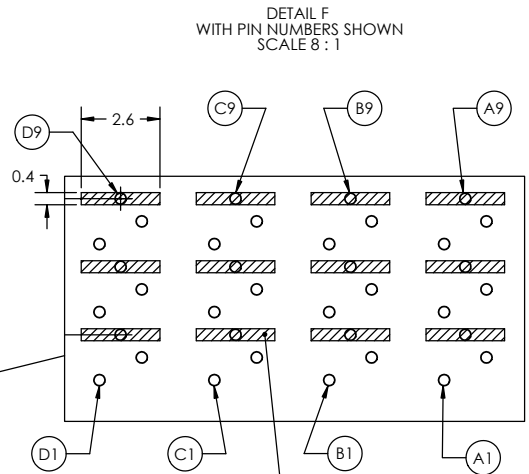 DETAIL F
WITH PIN NUMBERS SHOWN
SCALE 8 : 1
D9
2.6
C9
B9
A9
0.4
D1
C1
B1
A1